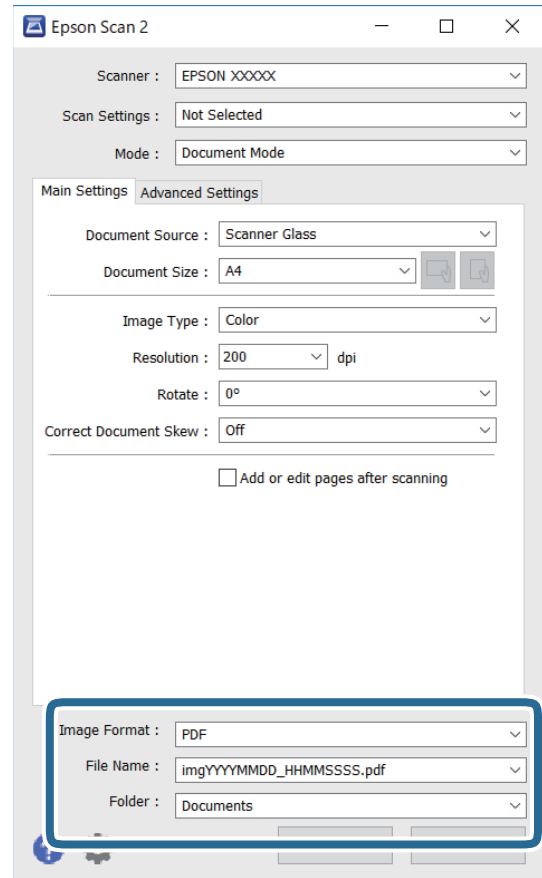 Epson Scan 2
Scanner : EPSON XXXXX
Scan Settings : Not Selected
Mode : Document Mode
Main Settings Advanced Settings
Document Source : Scanner Glass
Document Size : A4
Image Type : Color
Resolution : 200 dpi
Rotate : 0°
Correct Document Skew : Off
Add or edit pages after scanning
Image Format : PDF
File Name : imgYYYYMMDD_HHMMSSSS.pdf
Folder : Documents
?